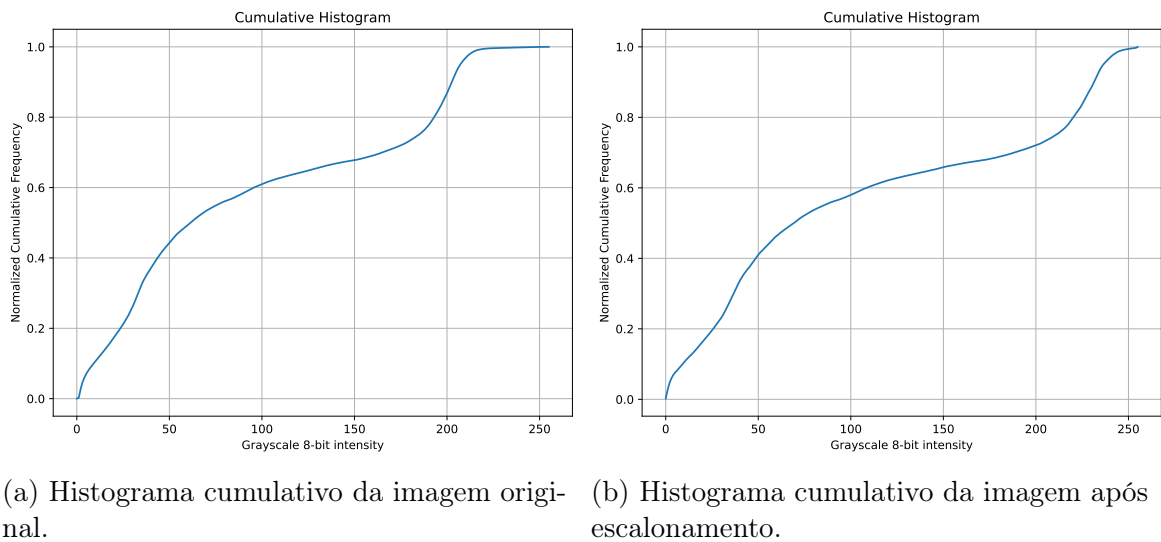 Cumulative Histogram
1.0
0.8
0.6
0.4
0.2
0.0
Normalized Cumulative Frequency
0
50
100
150
200
250
Grayscale 8-bit intensity
(a) Histograma cumulativo da imagem origi-
nal.
Cumulative Histogram
1.0
0.8
0.6
0.4
0.2
0.0
Normalized Cumulative Frequency
0
50
100
150
200
250
Grayscale 8-bit intensity
(b) Histograma cumulativo da imagem após
escalonamento.